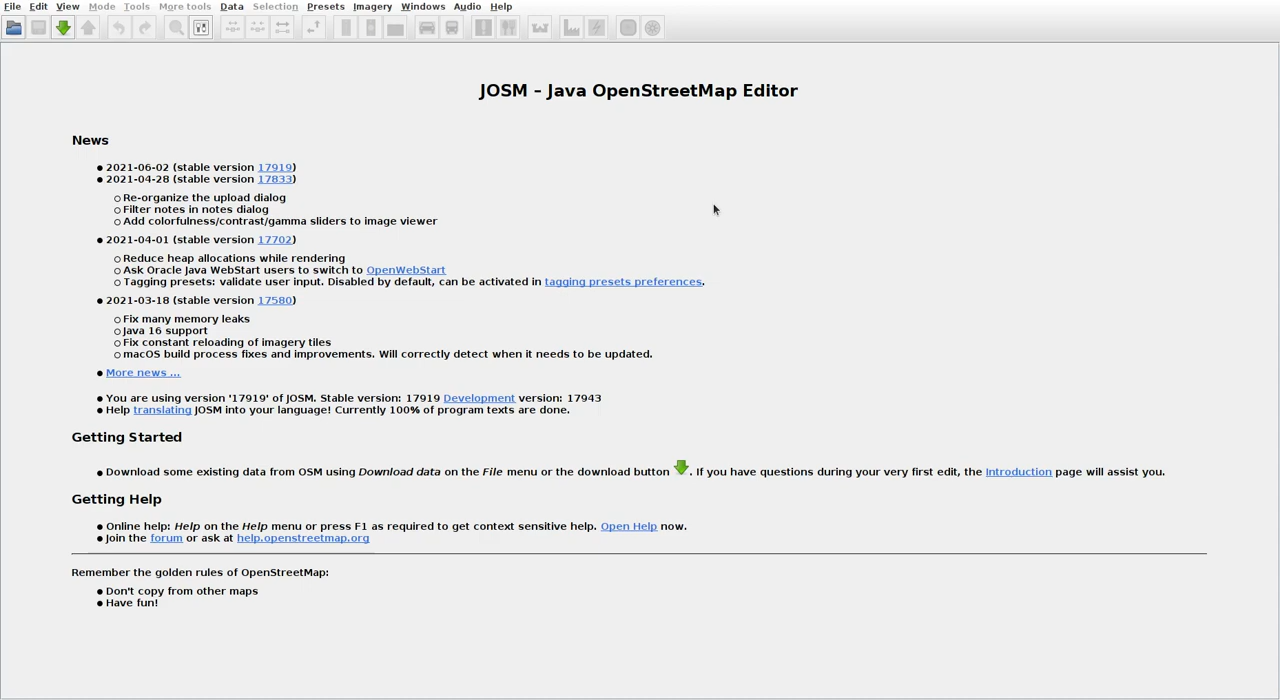 File Edit View Mode Tools More tools Data Selection Presets Imagery Windows Audio Help
JOSM – Java OpenStreetMap Editor
News
2021-06-02 (stable version 17919)
2021-04-28 (stable version 17833)
Re-organize the upload dialog
Filter notes in notes dialog
Add colorfulness/contrast/gamma sliders to image viewer
2021-04-01 (stable version 17702)
Reduce heap allocations while rendering
Ask Oracle Java WebStart users to switch to OpenWebStart
Tagging presets: validate user input. Disabled by default, can be activated in tagging presets preferences.
2021-03-18 (stable version 17580)
Fix many memory leaks
Java 16 support
Fix constant reloading of imagery tiles
macOS build process fixes and improvements. Will correctly detect when it needs to be updated.
More news ...
You are using version '17919' of JOSM. Stable version: 17919 Development version: 17943
Help translating JOSM into your language! Currently 100% of program texts are done.
Getting Started
Download some existing data from OSM using Download data on the File menu or the download button . If you have questions during your very first edit, the Introduction page will assist you.
Getting Help
Online help: Help on the Help menu or press F1 as required to get context sensitive help. Open Help now.
Join the forum or ask at help.openstreetmap.org
Remember the golden rules of OpenStreetMap:
Don't copy from other maps
Have fun!